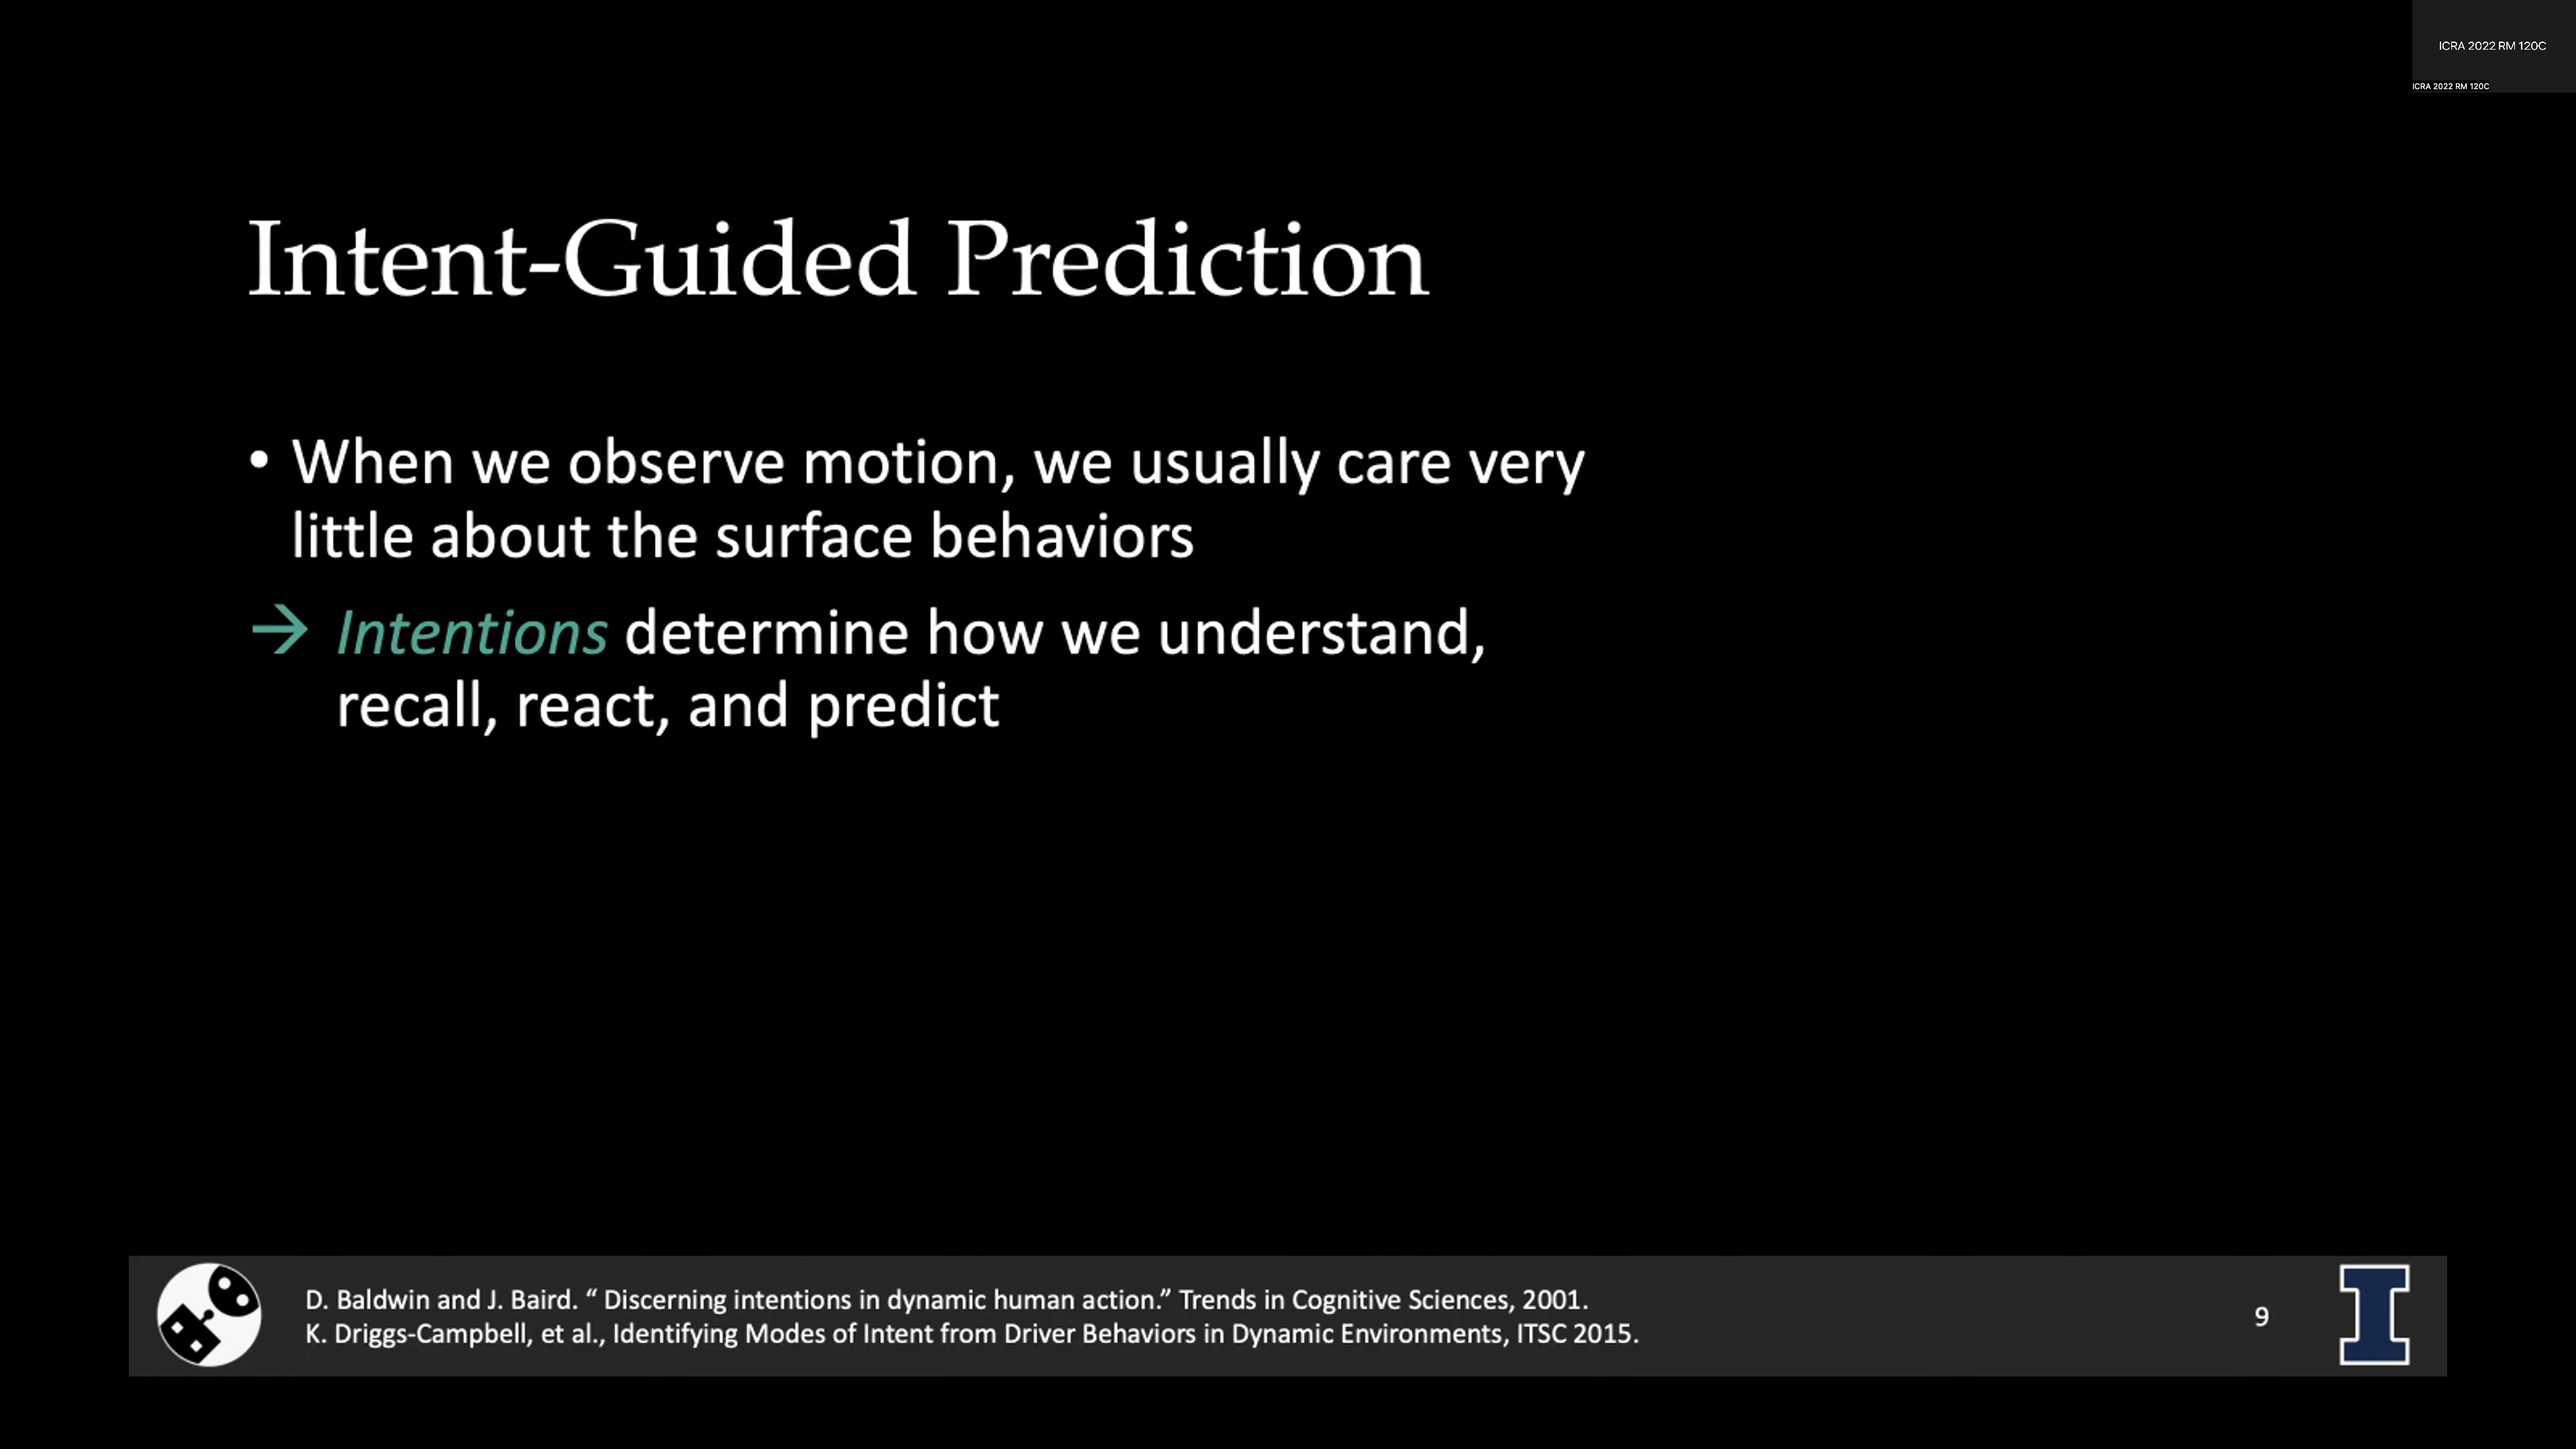 ICRA 2022 RM 120C
ICRA 2022 RM 120C
Intent-Guided Prediction
• When we observe motion, we usually care very
little about the surface behaviors
→ Intentions determine how we understand,
recall, react, and predict
D. Baldwin and J. Baird. “ Discerning intentions in dynamic human action.” Trends in Cognitive Sciences, 2001.
K. Driggs-Campbell, et al., Identifying Modes of Intent from Driver Behaviors in Dynamic Environments, ITSC 2015.
9
I